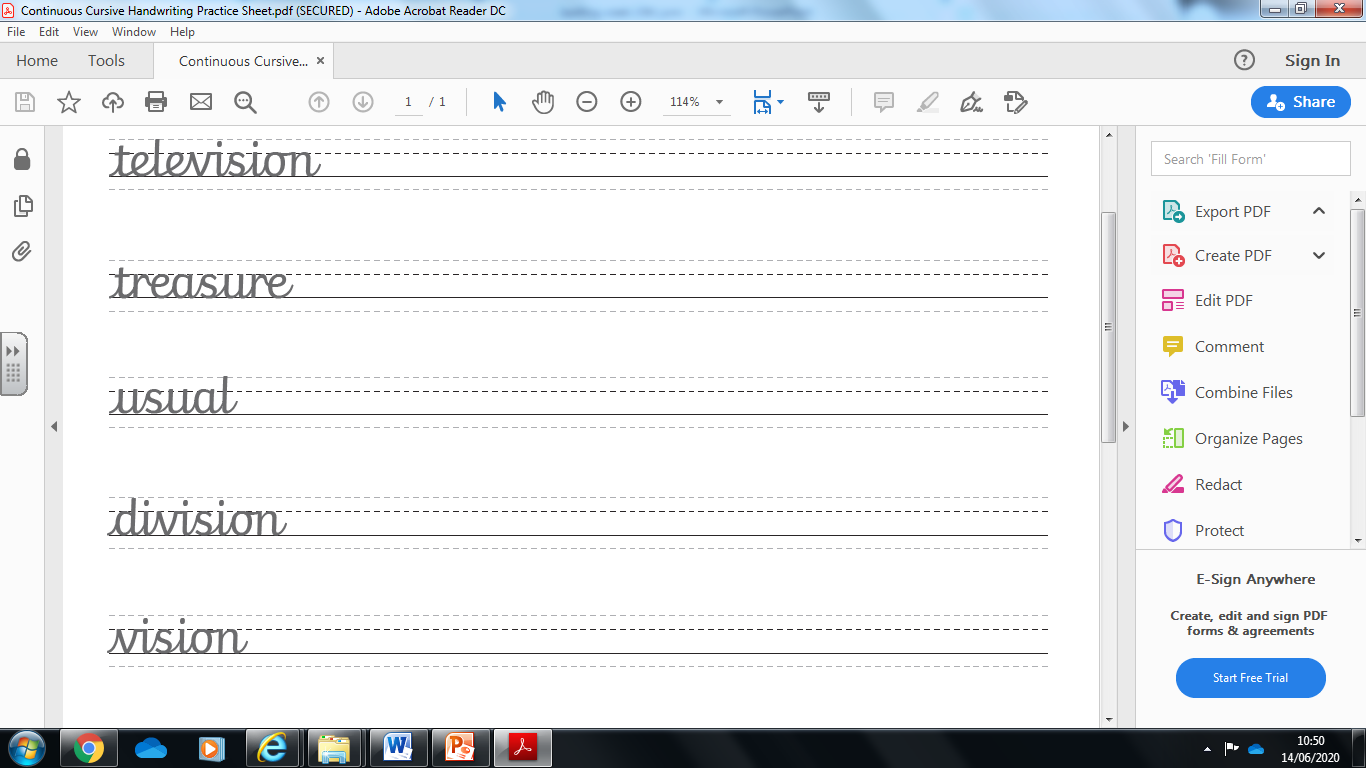 Continuous Cursive Handwriting Practice Sheet.pdf (SECURED) - Adobe Acrobat Reader DC
File Edit View Window Help
Home Tools Continuous Cursive... × Sign In
1 / 1 114% Share
television
treasure
usual
division
vision
Search 'Fill Form'
Export PDF
Create PDF
Edit PDF
Comment
Combine Files
Organize Pages
Redact
Protect
E-Sign Anywhere
Create, edit and sign PDF
forms & agreements
Start Free Trial
10:50
14/06/2020